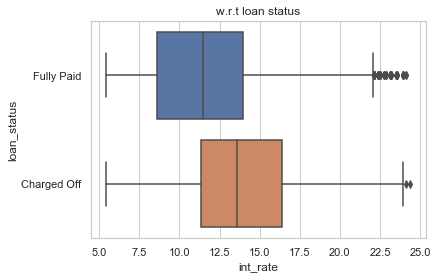 w.r.t loan status
loan_status
Fully Paid
Charged Off
5.0 7.5 10.0 12.5 15.0 17.5 20.0 22.5 25.0
int_rate